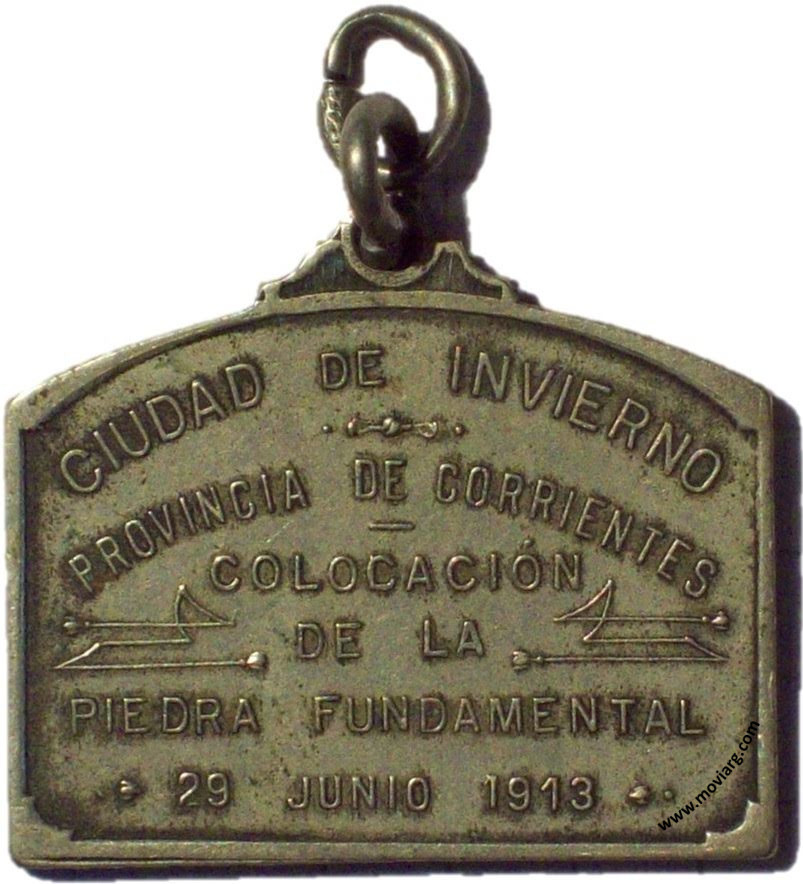 CIUDAD DE INVIERNO
PROVINCIA DE CORRIENTES
COLOCACIÓN
DE LA
PIEDRA FUNDAMENTAL
29 JUNIO 1913
www.moviarg.com